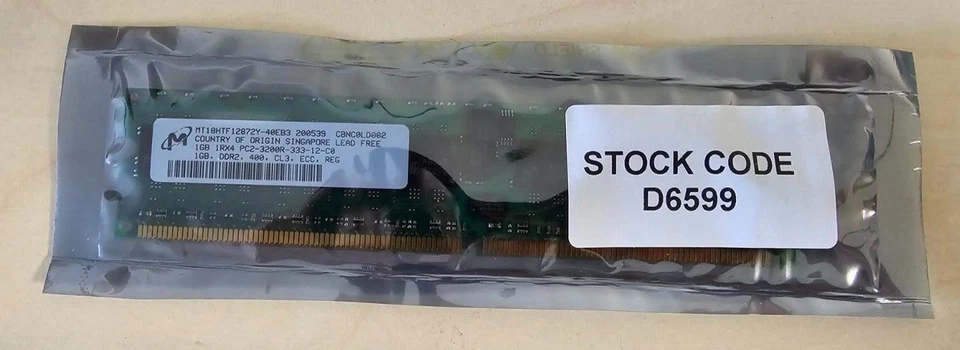 MT18HTF12872Y-40EB3 200539 CBNC0LD002
COUNTRY OF ORIGIN SINGAPORE LEAD FREE
1GB 1RX4 PC2-3200R-333-12-C0
1GB, DDR2, 400, CL3, ECC, REG
STOCK CODE
D6599